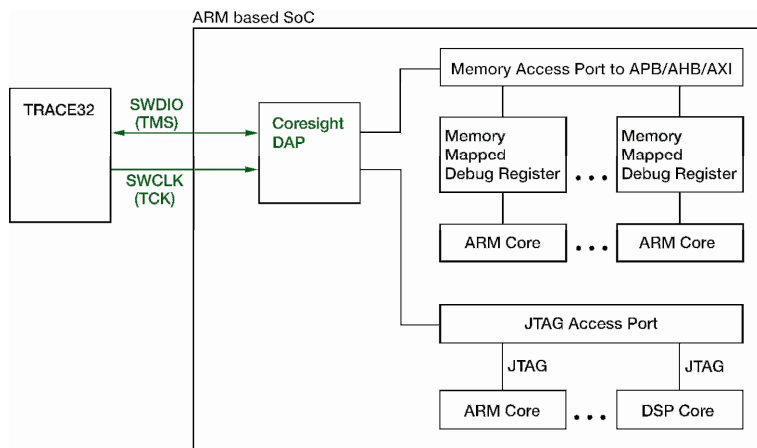 ARM based SoC
TRACE32
SWDIO
(TMS)
SWCLK
(TCK)
Coresight
DAP
Memory Access Port to APB/AHB/AXI
Memory
Mapped
Debug Register
...
Memory
Mapped
Debug Register
ARM Core
...
ARM Core
JTAG Access Port
JTAG
JTAG
ARM Core
...
DSP Core